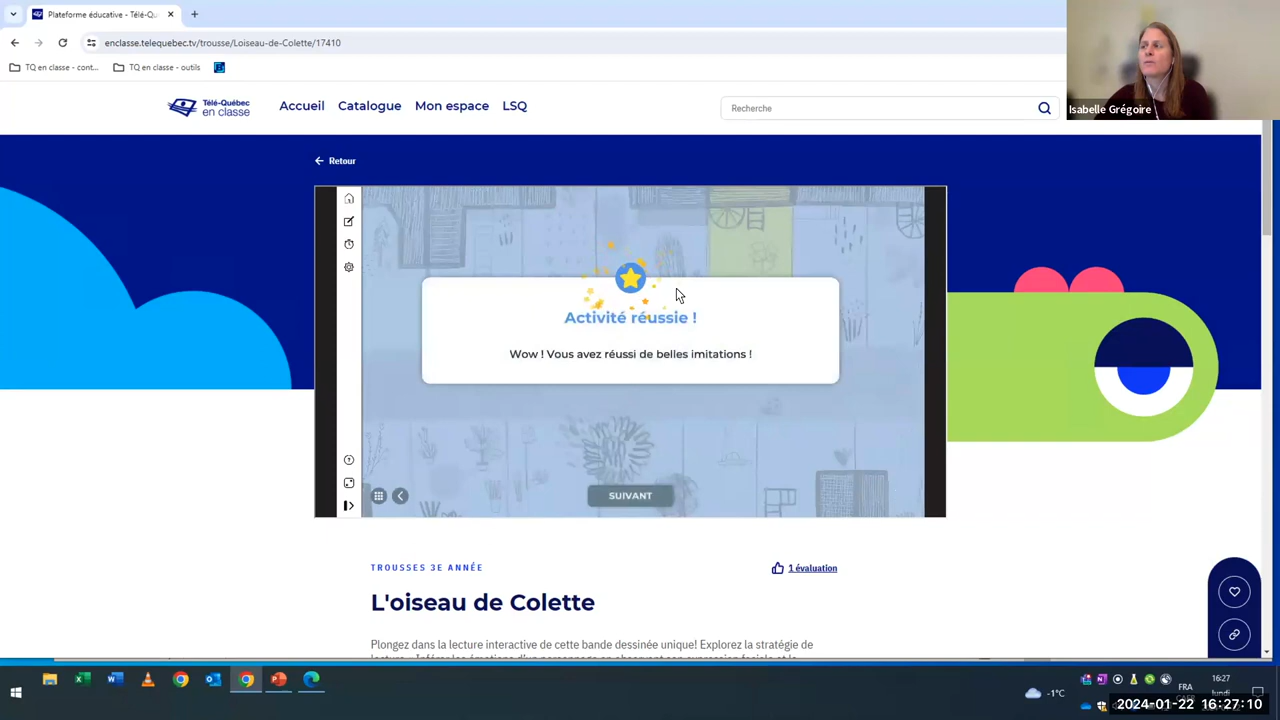 Plateforme éducative - Télé-Qu
enclasse.telequebec.tv/trousse/Loiseau-de-Colette/17410
TQ en classe - cont...
TQ en classe - outils
Télé-Québec
en classe
Accueil
Catalogue
Mon espace
LSQ
Recherche
Isabelle Grégoire
Retour
Activité réussie !
Wow ! Vous avez réussi de belles imitations !
SUIVANT
TROUSSES 3E ANNÉE
1 évaluation
L'oiseau de Colette
Plongez dans la lecture interactive de cette bande dessinée unique! Explorez la stratégie de
-1°C
FRA
16:27
lundi
2024-01-22 16:27:10